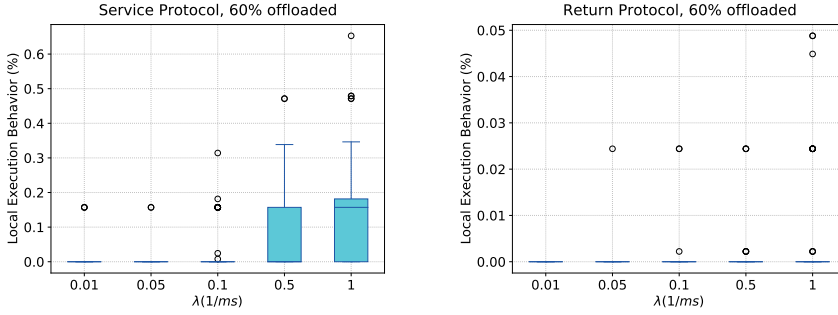 Service Protocol, 60% offloaded
Local Execution Behavior (%)
0.6
0.5
0.4
0.3
0.2
0.1
0.0
0.01 0.05 0.1 0.5 1
λ(1/ms)
Return Protocol, 60% offloaded
Local Execution Behavior (%)
0.05
0.04
0.03
0.02
0.01
0.00
0.01 0.05 0.1 0.5 1
λ(1/ms)